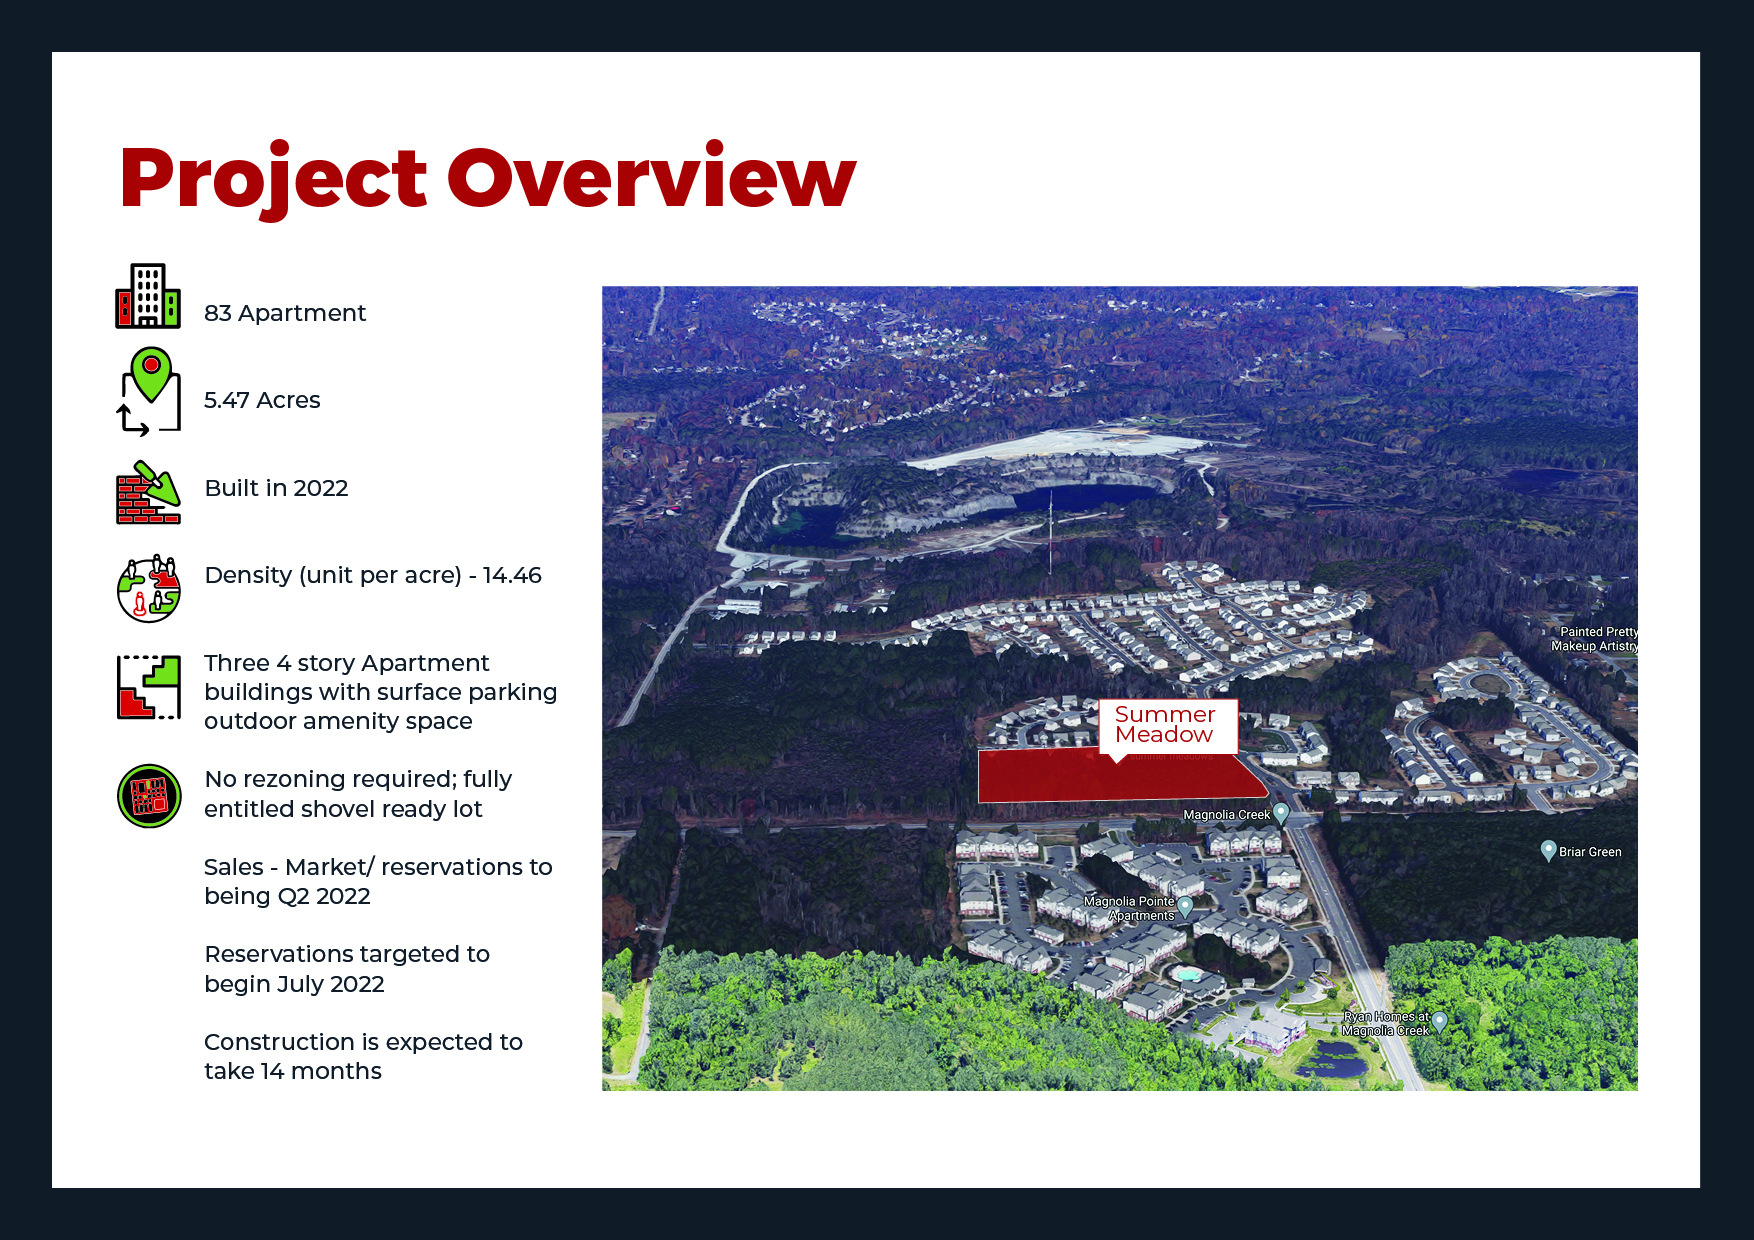 Project Overview
83 Apartment
5.47 Acres
Built in 2022
Density (unit per acre) - 14.46
Three 4 story Apartment
buildings with surface parking
outdoor amenity space
No rezoning required; fully
entitled shovel ready lot
Sales - Market/ reservations to
being Q2 2022
Reservations targeted to
begin July 2022
Construction is expected to
take 14 months
Painted Pretty
Makeup Artistry
Summer
Meadow
summer meadows
Magnolia Creek
Briar Green
Magnolia Pointe
Apartments
Ryan Homes at
Magnolia Creek